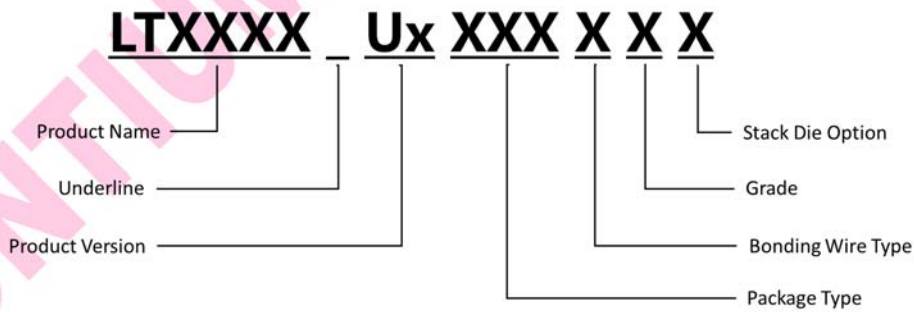 LTXXXX _ Ux XXX X X X
Product Name
Stack Die Option
Underline
Grade
Product Version
Bonding Wire Type
Package Type